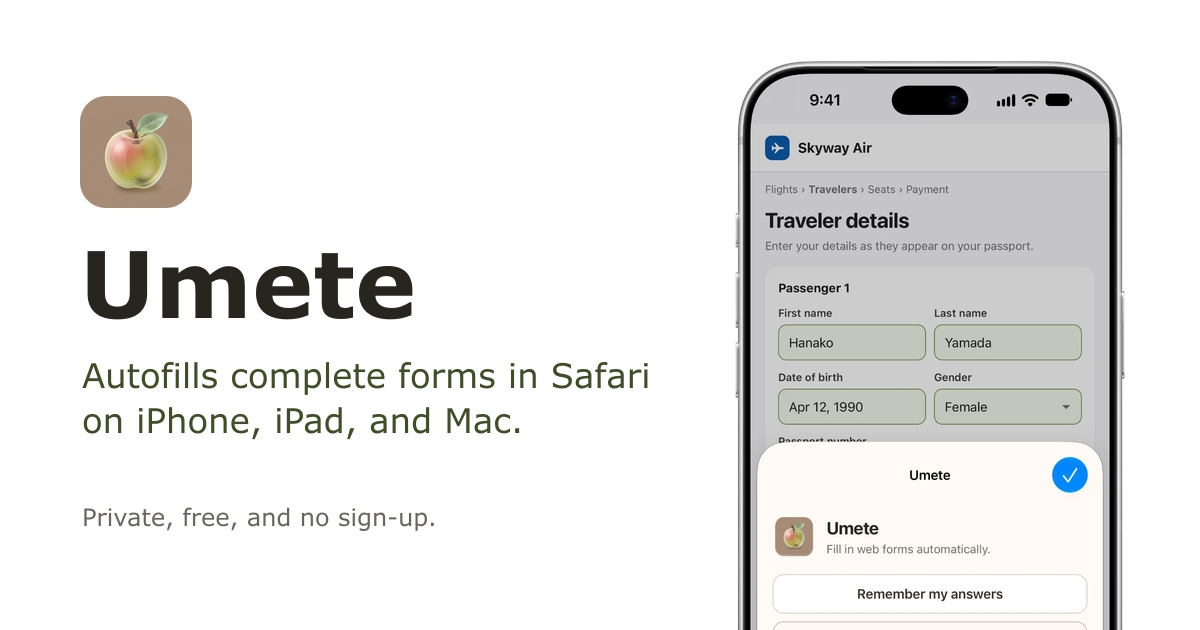 Umete
Autofills complete forms in Safari
on iPhone, iPad, and Mac.
Private, free, and no sign-up.
9:41
Skyway Air
Flights › Travelers › Seats › Payment
Traveler details
Enter your details as they appear on your passport.
Passenger 1
First name Last name
Hanako Yamada
Date of birth Gender
Apr 12, 1990 Female
Passport number
Umete
Umete
Fill in web forms automatically.
Remember my answers